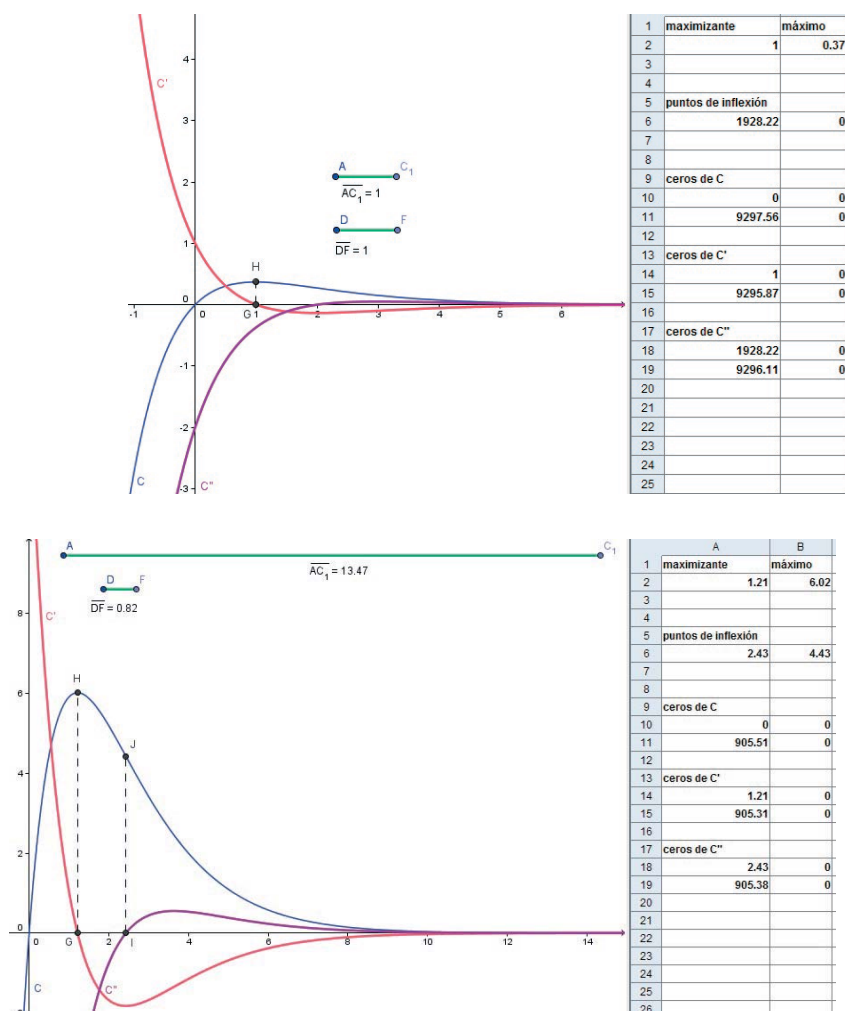 4
C'
3
A C₁
2
AC₁ = 1
D F
DF = 1
1
H
0
-1 0 G 1 2 3 4 5 6
-1
-2
C C"
-3
1 maximizante máximo
2 1 0.37
3
4
5 puntos de inflexión
6 1928.22 0
7
8
9 ceros de C
10 0 0
11 9297.56 0
12
13 ceros de C'
14 1 0
15 9295.87 0
16
17 ceros de C"
18 1928.22 0
19 9296.11 0
20
21
22
23
24
25
A C₁
AC₁ = 13.47
D F
DF = 0.82
8
C'
H
6
J
4
2
0
0 G 2 I 4 6 8 10 12 14
C C"
A B
1 maximizante máximo
2 1.21 6.02
3
4
5 puntos de inflexión
6 2.43 4.43
7
8
9 ceros de C
10 0 0
11 905.51 0
12
13 ceros de C'
14 1.21 0
15 905.31 0
16
17 ceros de C"
18 2.43 0
19 905.38 0
20
21
22
23
24
25
26